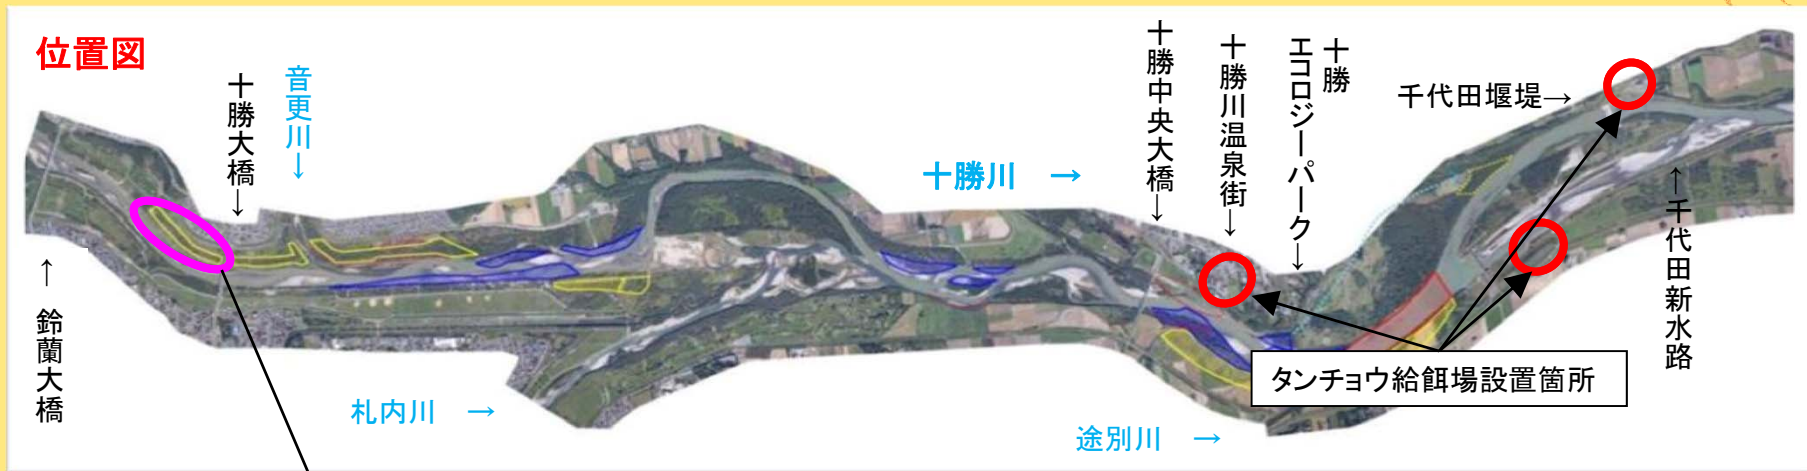 位置図
十勝大橋→
音更川→
十勝川 →
十勝中央大橋→
十勝川温泉街→
十勝
エコロジーパーク→
千代田堰堤→
←千代田新水路
←鈴蘭大橋
札内川 →
途別川 →
タンチョウ給餌場設置箇所